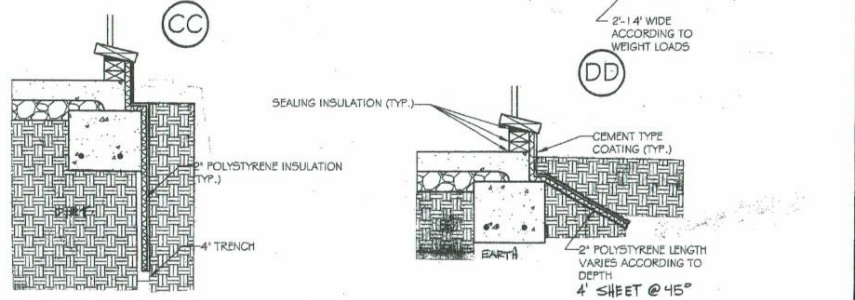 CC
2'-14' WIDE
ACCORDING TO
WEIGHT LOADS
DD
SEALING INSULATION (TYP.)
CEMENT TYPE
COATING (TYP.)
2" POLYSTYRENE INSULATION
(TYP.)
4" TRENCH
EARTH
2" POLYSTYRENE LENGTH
VARIES ACCORDING TO
DEPTH
4' SHEET @ 45°